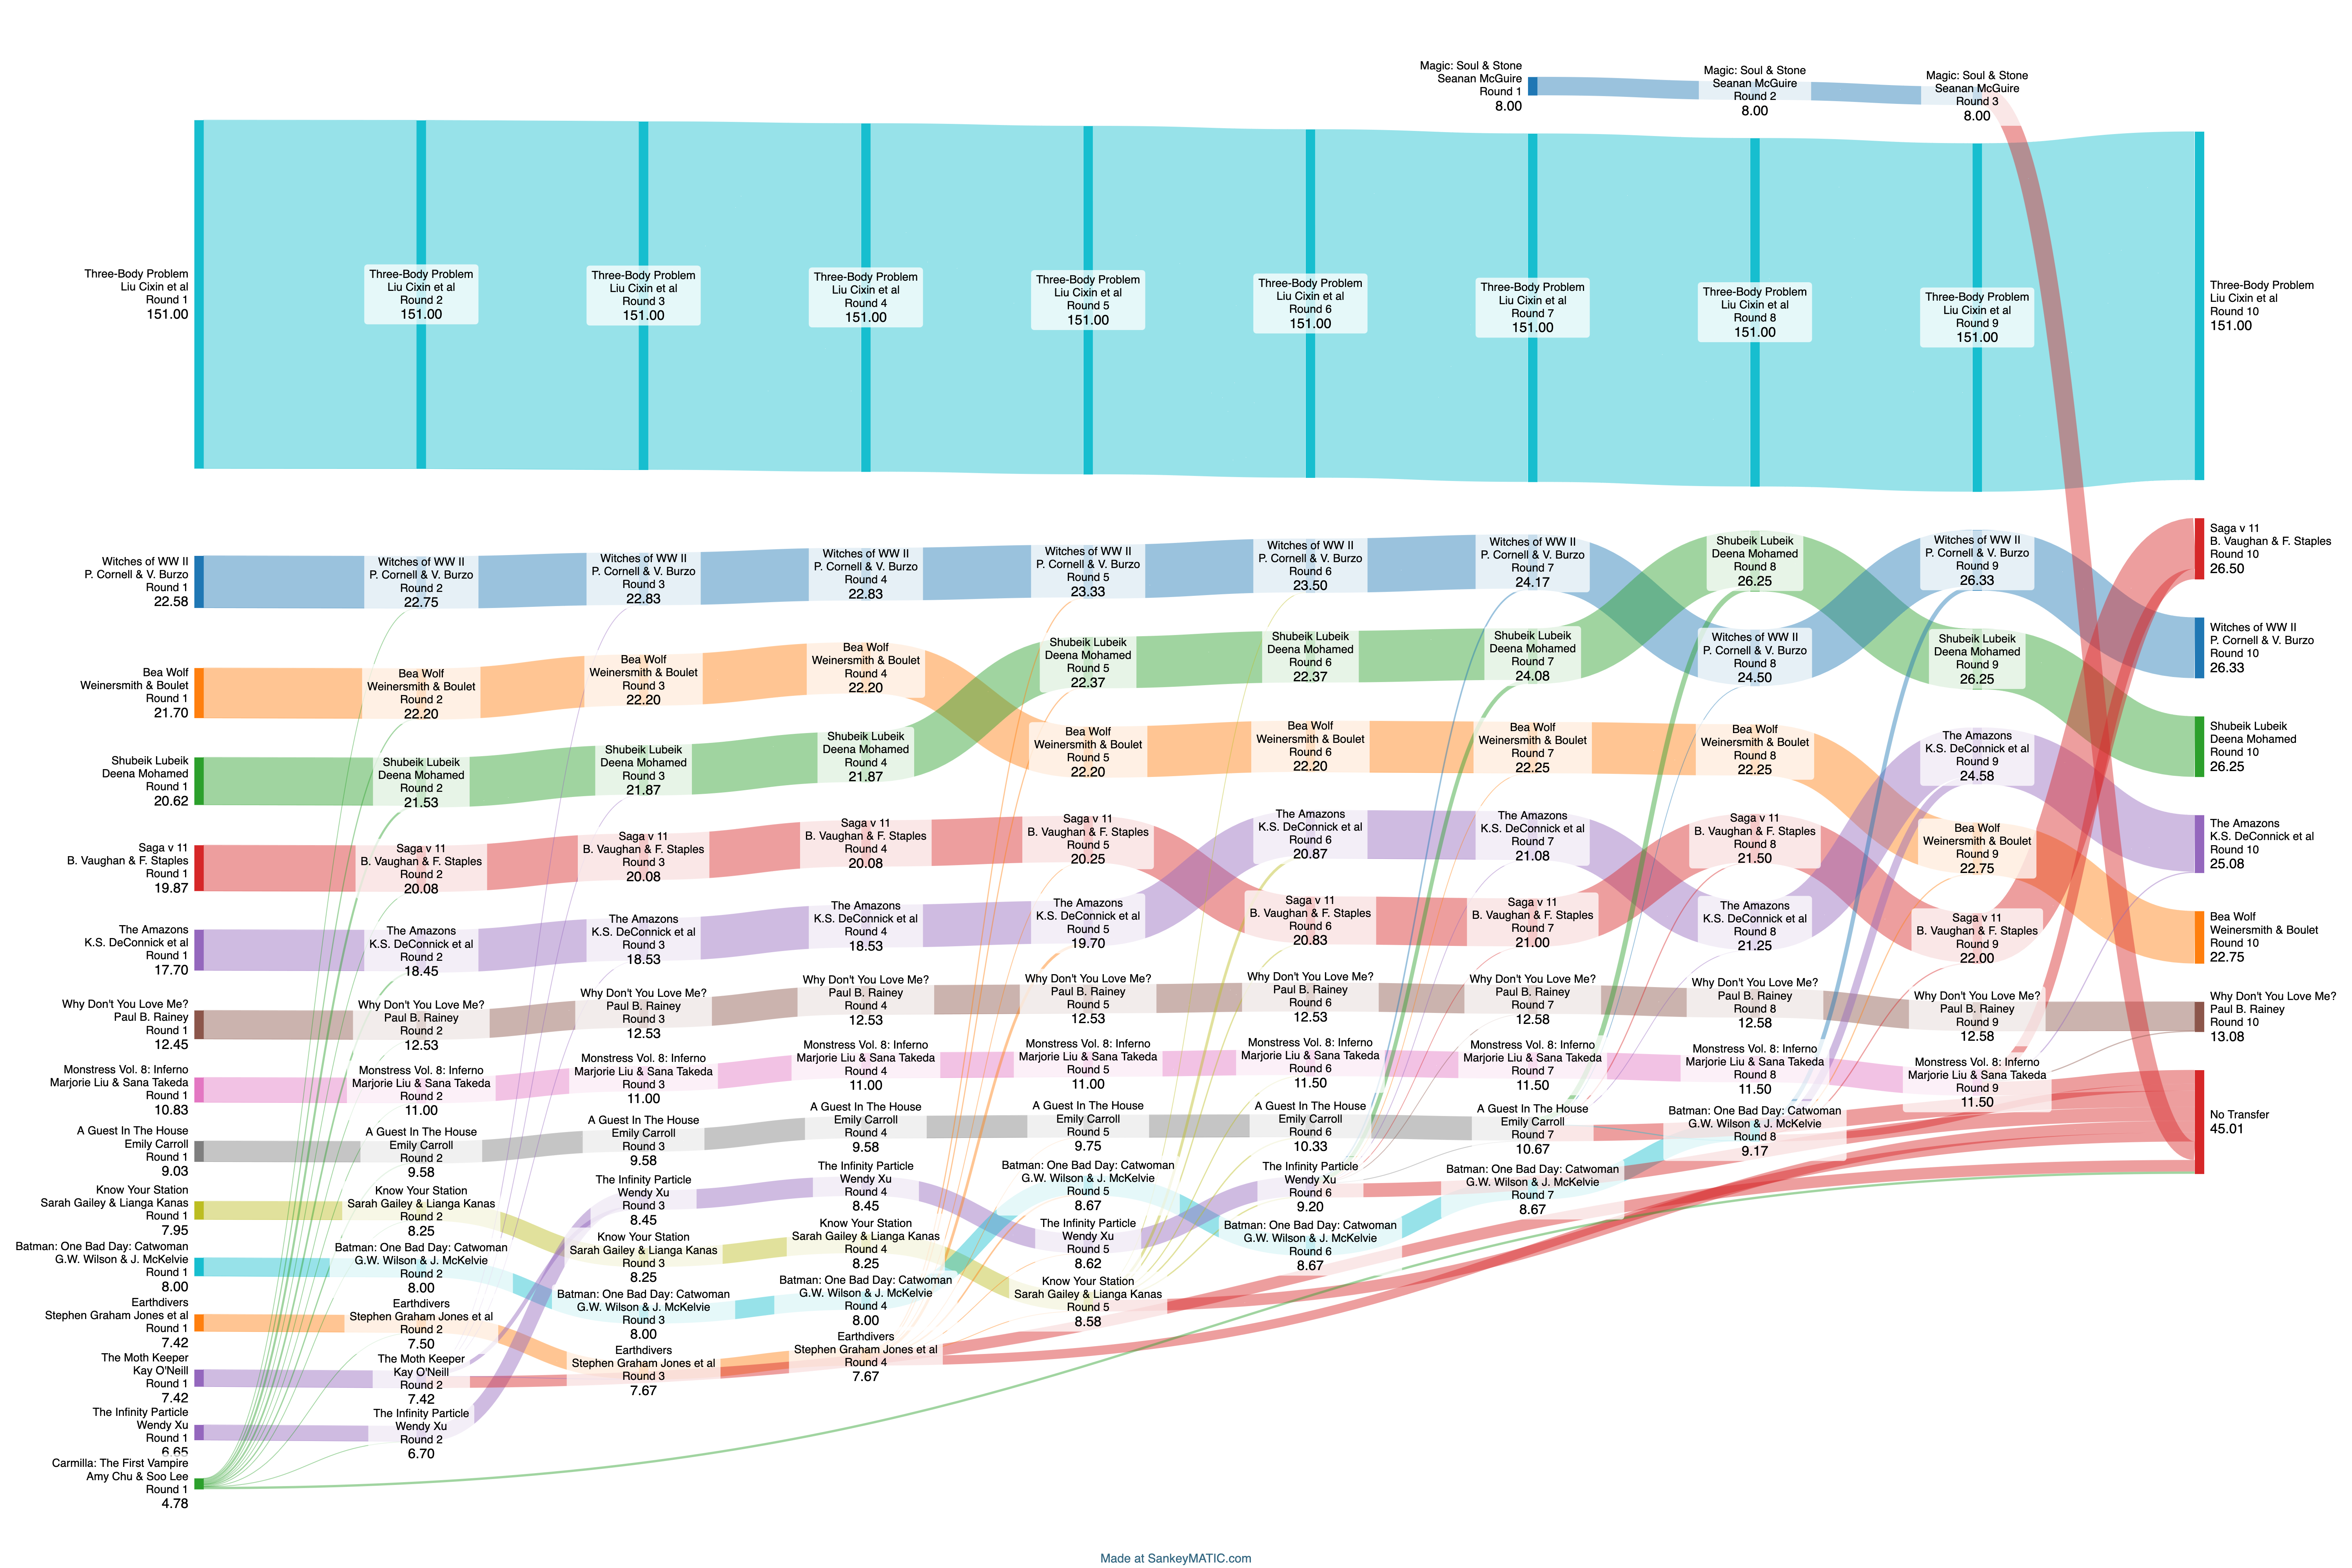 Magic: Soul & Stone
Seanan McGuire
Round 1
8.00
Magic: Soul & Stone
Seanan McGuire
Round 2
8.00
Magic: Soul & Stone
Seanan McGuire
Round 3
8.00
Three-Body Problem
Liu Cixin et al
Round 1
151.00
Three-Body Problem
Liu Cixin et al
Round 2
151.00
Three-Body Problem
Liu Cixin et al
Round 3
151.00
Three-Body Problem
Liu Cixin et al
Round 4
151.00
Three-Body Problem
Liu Cixin et al
Round 5
151.00
Three-Body Problem
Liu Cixin et al
Round 6
151.00
Three-Body Problem
Liu Cixin et al
Round 7
151.00
Three-Body Problem
Liu Cixin et al
Round 8
151.00
Three-Body Problem
Liu Cixin et al
Round 9
151.00
Three-Body Problem
Liu Cixin et al
Round 10
151.00
Witches of WW II
P. Cornell & V. Burzo
Round 1
22.58
Bea Wolf
Weinersmith & Boulet
Round 1
21.70
Shubeik Lubeik
Deena Mohamed
Round 1
20.62
Saga v 11
B. Vaughan & F. Staples
Round 1
19.87
The Amazons
K.S. DeConnick et al
Round 1
17.70
Why Don't You Love Me?
Paul B. Rainey
Round 1
12.45
Monstress Vol. 8: Inferno
Marjorie Liu & Sana Takeda
Round 1
10.83
A Guest In The House
Emily Carroll
Round 1
9.03
Know Your Station
Sarah Gailey & Lianga Kanas
Round 1
7.95
Batman: One Bad Day: Catwoman
G.W. Wilson & J. McKelvie
Round 1
8.00
Earthdivers
Stephen Graham Jones et al
Round 1
7.42
The Moth Keeper
Kay O'Neill
Round 1
7.42
The Infinity Particle
Wendy Xu
Round 1
6.65
Carmilla: The First Vampire
Amy Chu & Soo Lee
Round 1
4.78
Witches of WW II
P. Cornell & V. Burzo
Round 2
22.75
Bea Wolf
Weinersmith & Boulet
Round 2
22.20
Shubeik Lubeik
Deena Mohamed
Round 2
21.53
Saga v 11
B. Vaughan & F. Staples
Round 2
20.08
The Amazons
K.S. DeConnick et al
Round 2
18.45
Why Don't You Love Me?
Paul B. Rainey
Round 2
12.53
Monstress Vol. 8: Inferno
Marjorie Liu & Sana Takeda
Round 2
11.00
A Guest In The House
Emily Carroll
Round 2
9.58
Know Your Station
Sarah Gailey & Lianga Kanas
Round 2
8.25
Batman: One Bad Day: Catwoman
G.W. Wilson & J. McKelvie
Round 2
8.00
Earthdivers
Stephen Graham Jones et al
Round 2
7.50
The Moth Keeper
Kay O'Neill
Round 2
7.42
The Infinity Particle
Wendy Xu
Round 2
6.70
Witches of WW II
P. Cornell & V. Burzo
Round 3
22.83
Bea Wolf
Weinersmith & Boulet
Round 3
22.20
Shubeik Lubeik
Deena Mohamed
Round 3
21.87
Saga v 11
B. Vaughan & F. Staples
Round 3
20.08
The Amazons
K.S. DeConnick et al
Round 3
18.53
Why Don't You Love Me?
Paul B. Rainey
Round 3
12.53
Monstress Vol. 8: Inferno
Marjorie Liu & Sana Takeda
Round 3
11.00
A Guest In The House
Emily Carroll
Round 3
9.58
The Infinity Particle
Wendy Xu
Round 3
8.45
Know Your Station
Sarah Gailey & Lianga Kanas
Round 3
8.25
Batman: One Bad Day: Catwoman
G.W. Wilson & J. McKelvie
Round 3
8.00
Earthdivers
Stephen Graham Jones et al
Round 3
7.67
Witches of WW II
P. Cornell & V. Burzo
Round 4
22.83
Bea Wolf
Weinersmith & Boulet
Round 4
22.20
Shubeik Lubeik
Deena Mohamed
Round 4
21.87
Saga v 11
B. Vaughan & F. Staples
Round 4
20.08
The Amazons
K.S. DeConnick et al
Round 4
18.53
Why Don't You Love Me?
Paul B. Rainey
Round 4
12.53
Monstress Vol. 8: Inferno
Marjorie Liu & Sana Takeda
Round 4
11.00
A Guest In The House
Emily Carroll
Round 4
9.58
The Infinity Particle
Wendy Xu
Round 4
8.45
Know Your Station
Sarah Gailey & Lianga Kanas
Round 4
8.25
Batman: One Bad Day: Catwoman
G.W. Wilson & J. McKelvie
Round 4
8.00
Earthdivers
Stephen Graham Jones et al
Round 4
7.67
Witches of WW II
P. Cornell & V. Burzo
Round 5
23.33
Shubeik Lubeik
Deena Mohamed
Round 5
22.37
Bea Wolf
Weinersmith & Boulet
Round 5
22.20
Saga v 11
B. Vaughan & F. Staples
Round 5
20.25
The Amazons
K.S. DeConnick et al
Round 5
19.70
Why Don't You Love Me?
Paul B. Rainey
Round 5
12.53
Monstress Vol. 8: Inferno
Marjorie Liu & Sana Takeda
Round 5
11.00
A Guest In The House
Emily Carroll
Round 5
9.75
Batman: One Bad Day: Catwoman
G.W. Wilson & J. McKelvie
Round 5
8.67
The Infinity Particle
Wendy Xu
Round 5
8.62
Know Your Station
Sarah Gailey & Lianga Kanas
Round 5
8.58
Witches of WW II
P. Cornell & V. Burzo
Round 6
23.50
Shubeik Lubeik
Deena Mohamed
Round 6
22.37
Bea Wolf
Weinersmith & Boulet
Round 6
22.20
The Amazons
K.S. DeConnick et al
Round 6
20.87
Saga v 11
B. Vaughan & F. Staples
Round 6
20.83
Why Don't You Love Me?
Paul B. Rainey
Round 6
12.53
Monstress Vol. 8: Inferno
Marjorie Liu & Sana Takeda
Round 6
11.50
A Guest In The House
Emily Carroll
Round 6
10.33
The Infinity Particle
Wendy Xu
Round 6
9.20
Batman: One Bad Day: Catwoman
G.W. Wilson & J. McKelvie
Round 6
8.67
Witches of WW II
P. Cornell & V. Burzo
Round 7
24.17
Shubeik Lubeik
Deena Mohamed
Round 7
24.08
Bea Wolf
Weinersmith & Boulet
Round 7
22.25
The Amazons
K.S. DeConnick et al
Round 7
21.08
Saga v 11
B. Vaughan & F. Staples
Round 7
21.00
Why Don't You Love Me?
Paul B. Rainey
Round 7
12.58
Monstress Vol. 8: Inferno
Marjorie Liu & Sana Takeda
Round 7
11.50
A Guest In The House
Emily Carroll
Round 7
10.67
Batman: One Bad Day: Catwoman
G.W. Wilson & J. McKelvie
Round 7
8.67
Shubeik Lubeik
Deena Mohamed
Round 8
26.25
Witches of WW II
P. Cornell & V. Burzo
Round 8
24.50
Bea Wolf
Weinersmith & Boulet
Round 8
22.25
Saga v 11
B. Vaughan & F. Staples
Round 8
21.50
The Amazons
K.S. DeConnick et al
Round 8
21.25
Why Don't You Love Me?
Paul B. Rainey
Round 8
12.58
Monstress Vol. 8: Inferno
Marjorie Liu & Sana Takeda
Round 8
11.50
Batman: One Bad Day: Catwoman
G.W. Wilson & J. McKelvie
Round 8
9.17
Witches of WW II
P. Cornell & V. Burzo
Round 9
26.33
Shubeik Lubeik
Deena Mohamed
Round 9
26.25
The Amazons
K.S. DeConnick et al
Round 9
24.58
Bea Wolf
Weinersmith & Boulet
Round 9
22.75
Saga v 11
B. Vaughan & F. Staples
Round 9
22.00
Why Don't You Love Me?
Paul B. Rainey
Round 9
12.58
Monstress Vol. 8: Inferno
Marjorie Liu & Sana Takeda
Round 9
11.50
Saga v 11
B. Vaughan & F. Staples
Round 10
26.50
Witches of WW II
P. Cornell & V. Burzo
Round 10
26.33
Shubeik Lubeik
Deena Mohamed
Round 10
26.25
The Amazons
K.S. DeConnick et al
Round 10
25.08
Bea Wolf
Weinersmith & Boulet
Round 10
22.75
Why Don't You Love Me?
Paul B. Rainey
Round 10
13.08
No Transfer
45.01
Made at SankeyMATIC.com